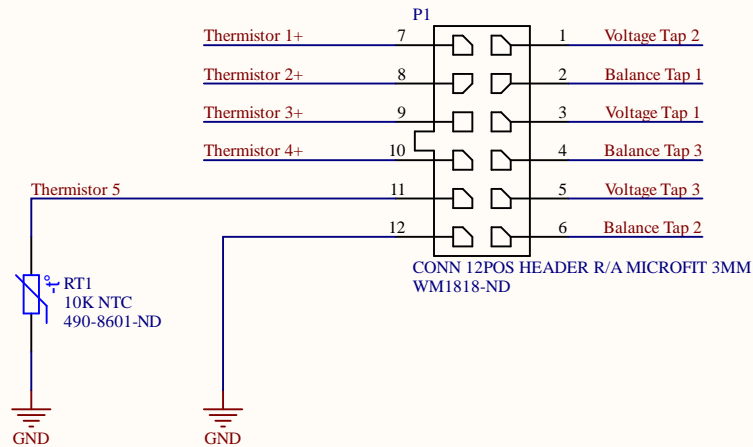 P1
Thermistor 1+ 7 1 Voltage Tap 2
Thermistor 2+ 8 2 Balance Tap 1
Thermistor 3+ 9 3 Voltage Tap 1
Thermistor 4+ 10 4 Balance Tap 3
Thermistor 5 11 5 Voltage Tap 3
12 6 Balance Tap 2
CONN 12POS HEADER R/A MICROFIT 3MM
WM1818-ND
-t° RT1
10K NTC
490-8601-ND
GND GND